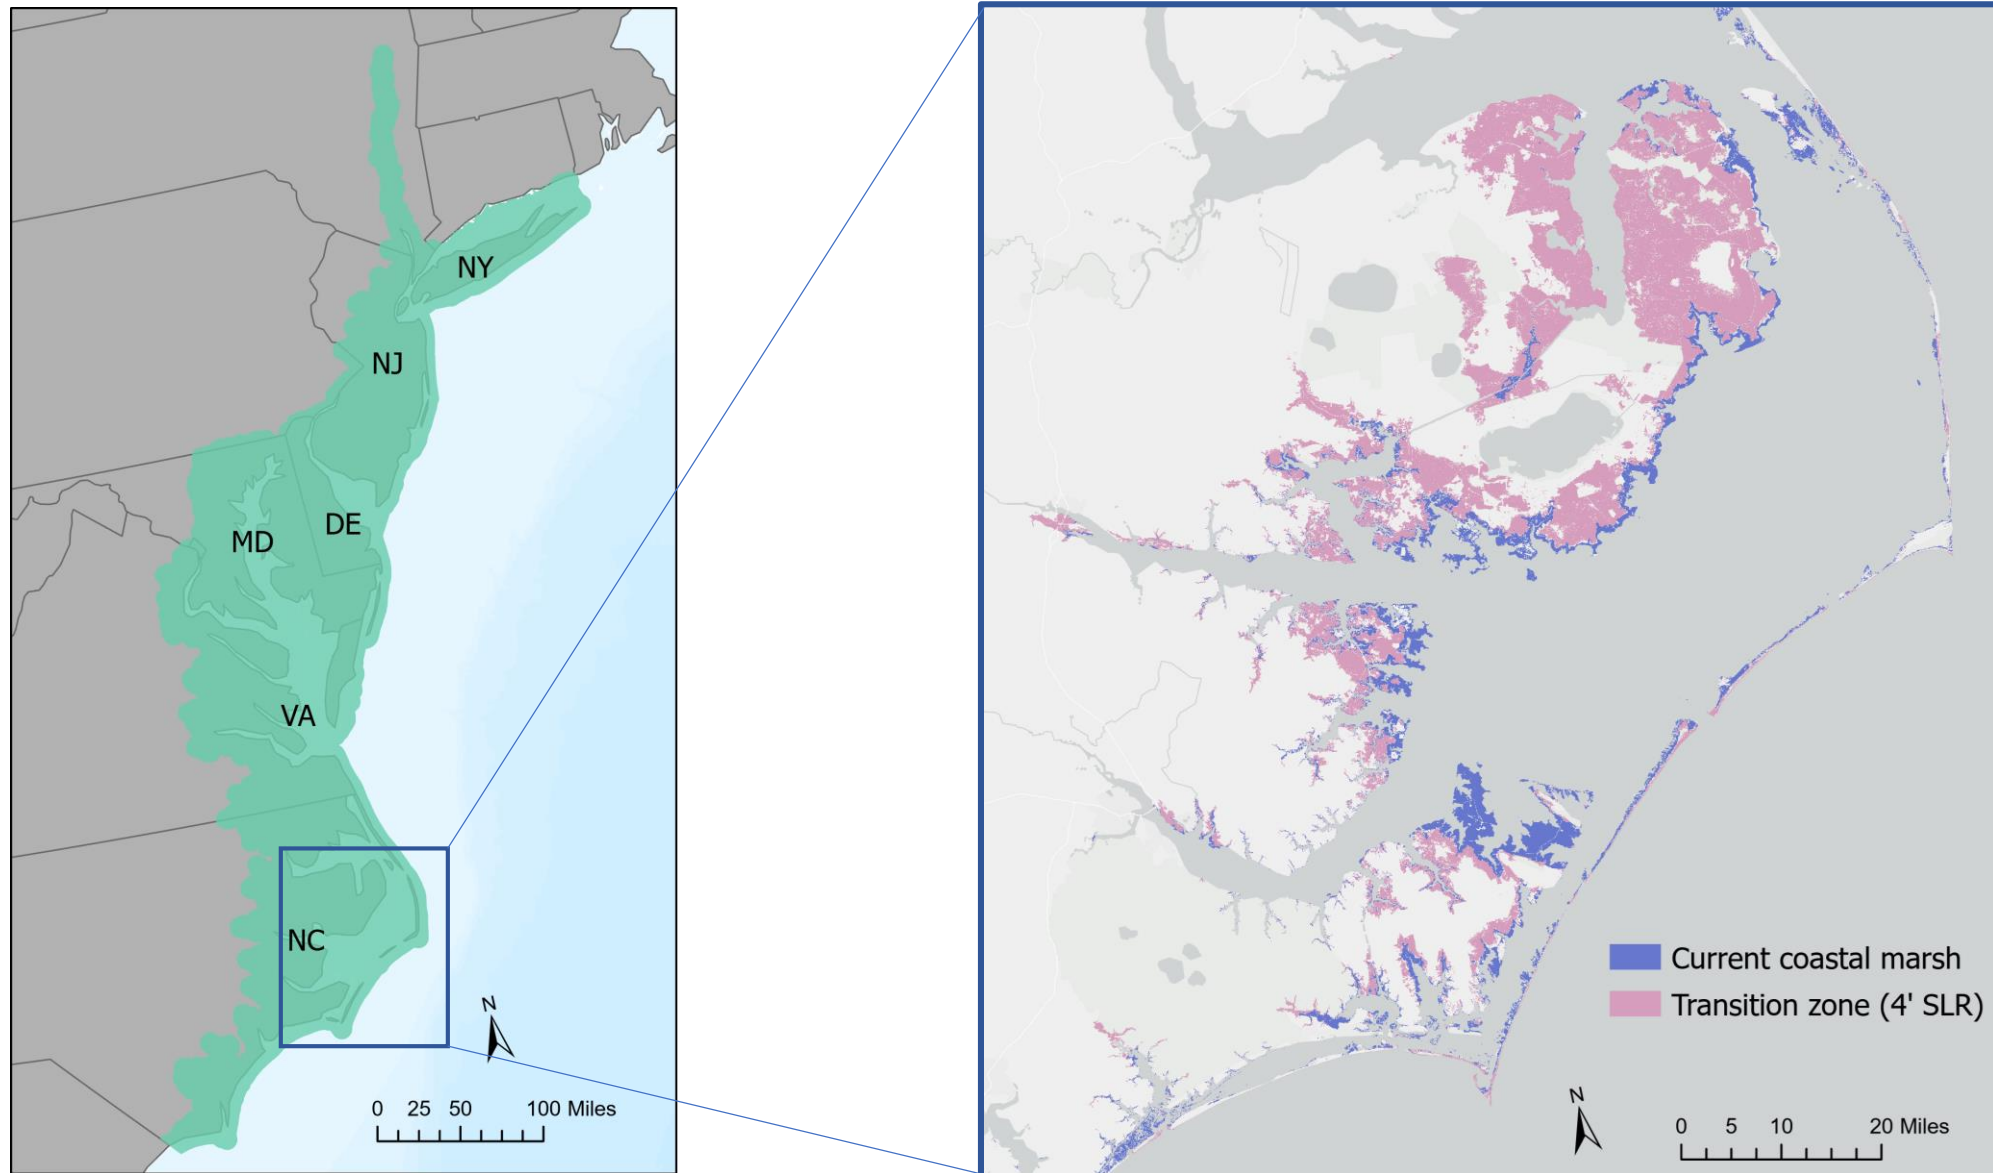 NY
NJ
DE
MD
VA
NC
N
0 25 50 100 Miles
Current coastal marsh
Transition zone (4' SLR)
N
0 5 10 20 Miles